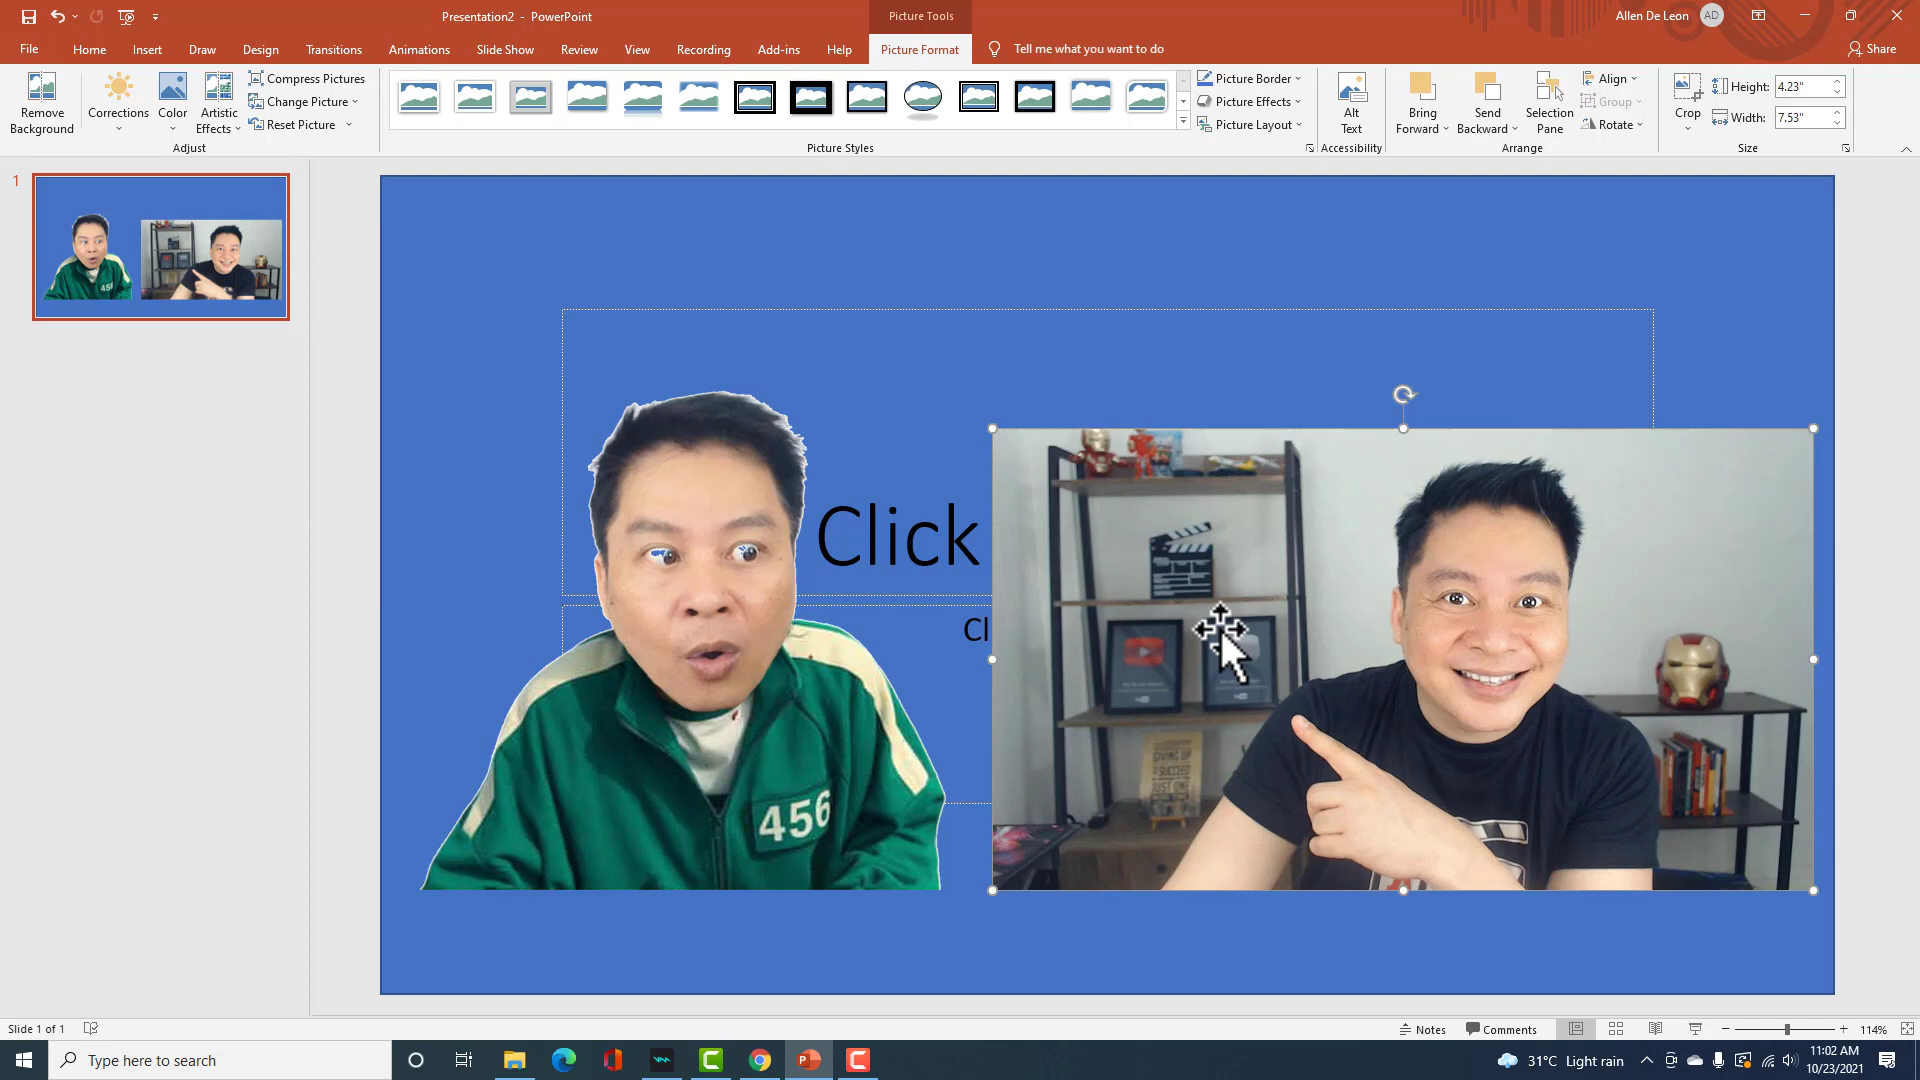 Presentation2 - PowerPoint
Picture Tools
Allen De Leon
AD
File
Home
Insert
Draw
Design
Transitions
Animations
Slide Show
Review
View
Recording
Add-ins
Help
Picture Format
Tell me what you want to do
Share
Remove
Background
Corrections
Color
Artistic
Effects
Compress Pictures
Change Picture
Reset Picture
Adjust
Picture Styles
Picture Border
Picture Effects
Picture Layout
Alt
Text
Accessibility
Bring
Forward
Send
Backward
Selection
Pane
Align
Group
Rotate
Arrange
Crop
Height: 4.23"
Width: 7.53"
Size
1
Click
Cl
456
GIVING UP
SUCCEED
JUST ONE
Slide 1 of 1
Notes
Comments
114%
Type here to search
31°C Light rain
11:02 AM
10/23/2021